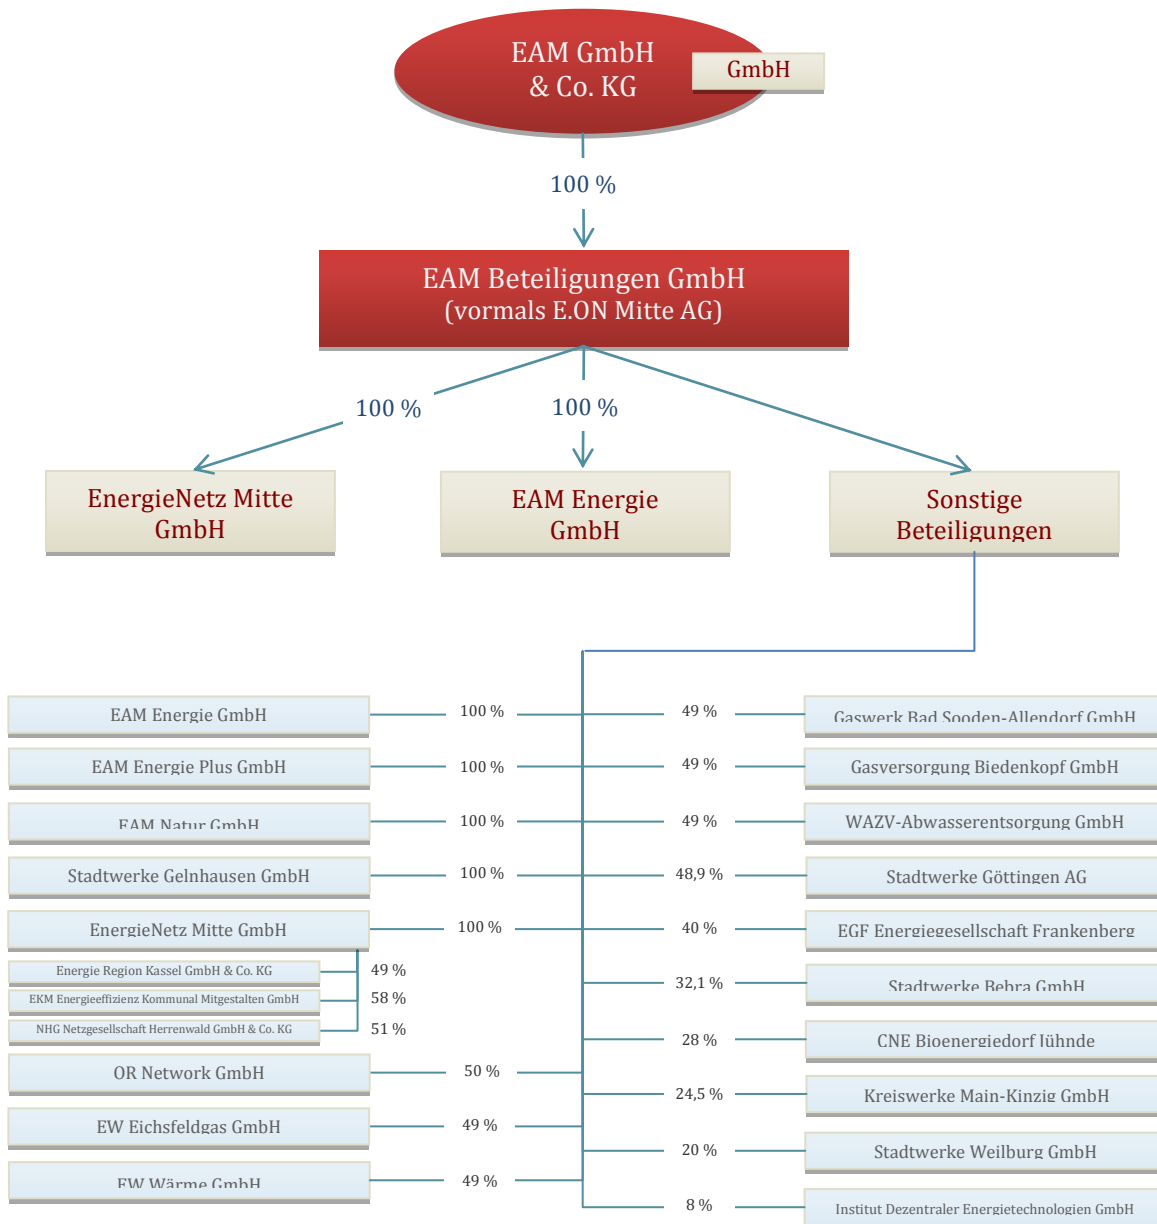 EAM GmbH
& Co. KG
GmbH
100 %
EAM Beteiligungen GmbH
(vormals E.ON Mitte AG)
100 %
100 %
EnergieNetz Mitte
GmbH
EAM Energie
GmbH
Sonstige
Beteiligungen
EAM Energie GmbH
100 %
49 %
Gaswerk Bad Sooden-Allendorf GmbH
EAM Energie Plus GmbH
100 %
49 %
Gasversorgung Biedenkopf GmbH
EAM Natur GmbH
100 %
49 %
WAZV-Abwasserentsorgung GmbH
Stadtwerke Gelnhausen GmbH
100 %
48,9 %
Stadtwerke Göttingen AG
EnergieNetz Mitte GmbH
100 %
40 %
EGF Energiegesellschaft Frankenberg
Energie Region Kassel GmbH & Co. KG
49 %
EKM Energieeffizienz Kommunal Mitgestalten GmbH
58 %
NHG Netzgesellschaft Herrenwald GmbH & Co. KG
51 %
32,1 %
Stadtwerke Bebra GmbH
28 %
CNE Bioenergiedorf Jühnde
OR Network GmbH
50 %
24,5 %
Kreiswerke Main-Kinzig GmbH
EW Eichsfeldgas GmbH
49 %
20 %
Stadtwerke Weilburg GmbH
EW Wärme GmbH
49 %
8 %
Institut Dezentraler Energietechnologien GmbH